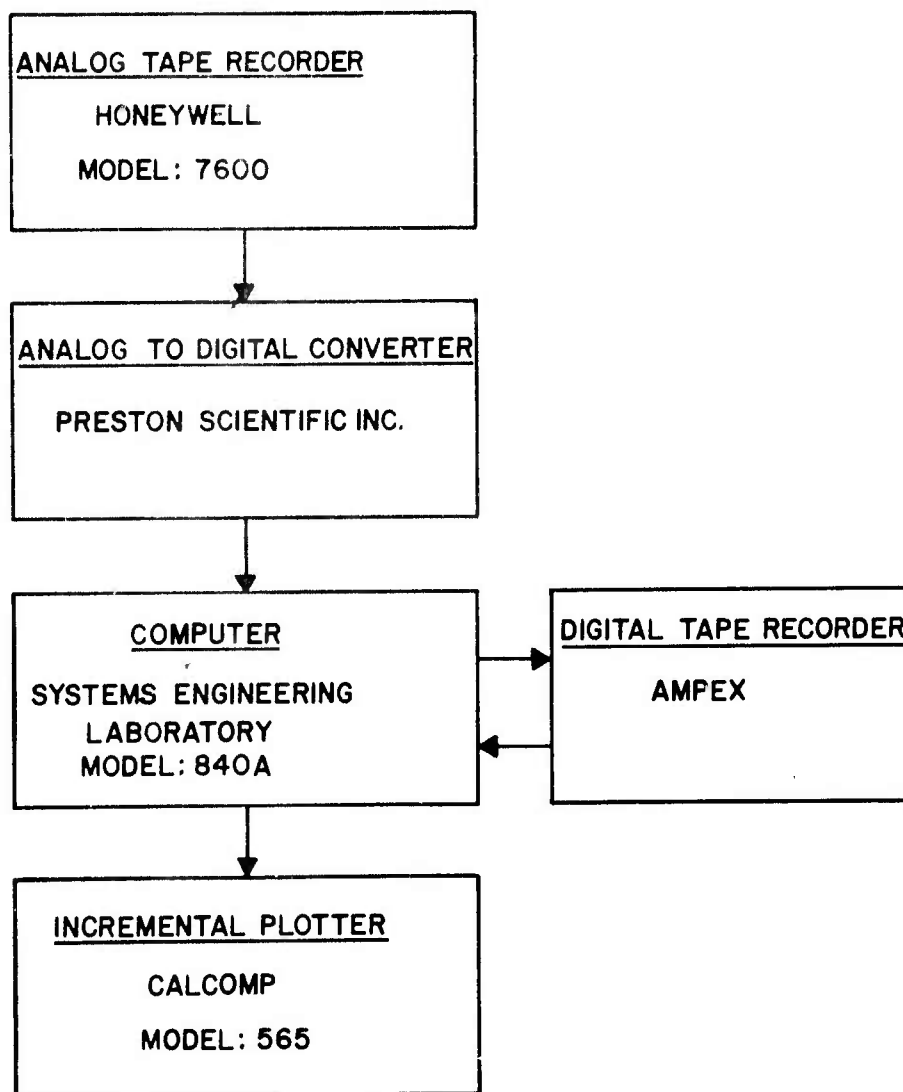 ANALOG TAPE RECORDER
HONEYWELL
MODEL: 7600
ANALOG TO DIGITAL CONVERTER
PRESTON SCIENTIFIC INC.
COMPUTER
SYSTEMS ENGINEERING
LABORATORY
MODEL: 840A
DIGITAL TAPE RECORDER
AMPEX
INCREMENTAL PLOTTER
CALCOMP
MODEL: 565